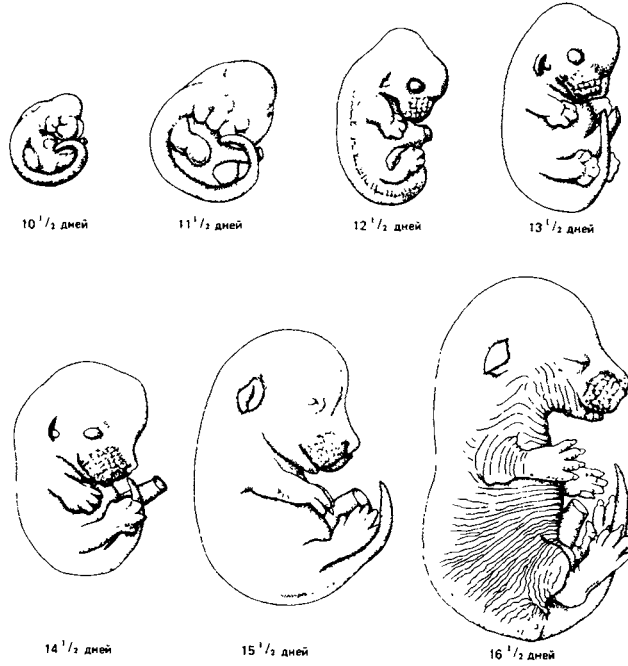 10 1/2 дней
11 1/2 дней
12 1/2 дней
13 1/2 дней
14 1/2 дней
15 1/2 дней
16 1/2 дней